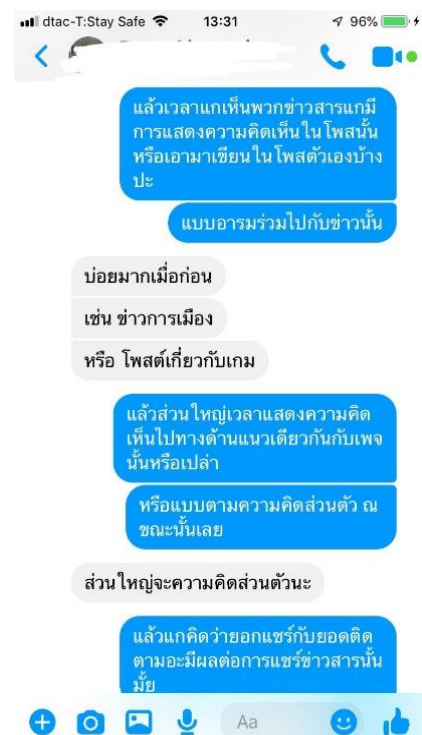 dtac-T:Stay Safe 13:31 96%
แล้วเวลาแกเห็นพวกข่าวสารแกมี
การแสดงความคิดเห็นในโพสนั้น
หรือเอามาเขียนในโพสตัวเองบ้าง
ปะ
แบบอารมร่วมไปกับข่าวนั้น
บ่อยมากเมื่อก่อน
เช่น ข่าวการเมือง
หรือ โพสต์เกี่ยวกับเกม
แล้วส่วนใหญ่เวลาแสดงความคิด
เห็นไปทางด้านแนวเดียวกันกับเพจ
นั้นหรือเปล่า
หรือแบบตามความคิดส่วนตัว ณ
ขณะนั้นเลย
ส่วนใหญ่จะความคิดส่วนตัวนะ
แล้วแกคิดว่ายอกแชร์กับยอดติด
ตามอะมีผลต่อการแชร์ข่าวสารนั้น
มั้ย
Aa